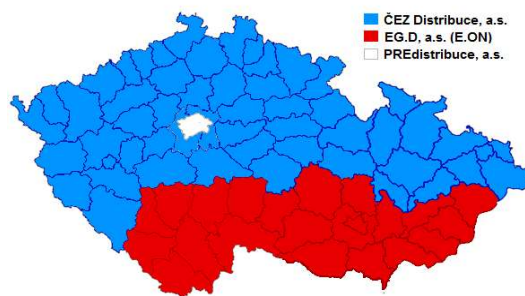 ČEZ Distribuce, a.s.
EG.D, a.s. (E.ON)
PREdistribuce, a.s.